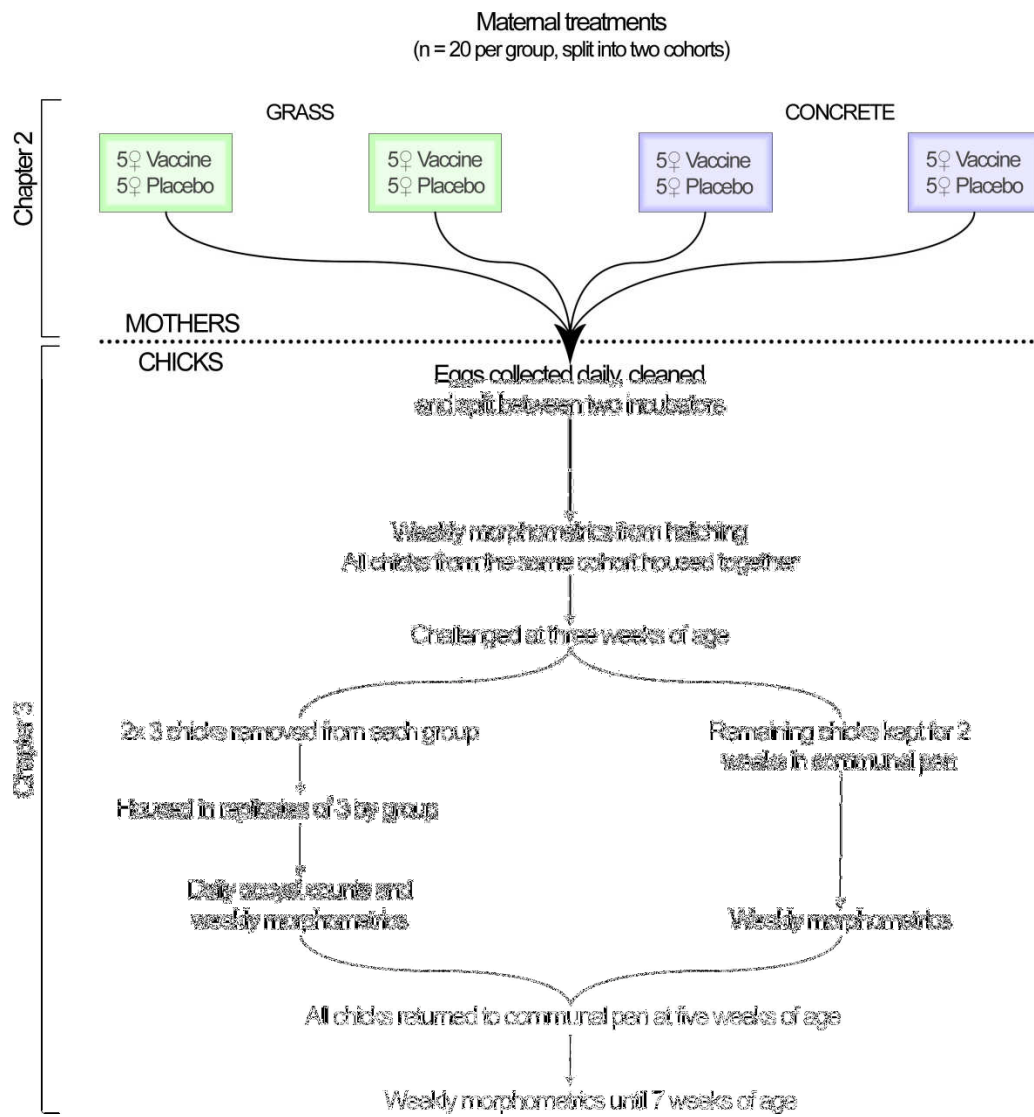 Maternal treatments
(n = 20 per group, split into two cohorts)
Chapter 2
GRASS
CONCRETE
5♀ Vaccine
5♀ Placebo
5♀ Vaccine
5♀ Placebo
5♀ Vaccine
5♀ Placebo
5♀ Vaccine
5♀ Placebo
MOTHERS
CHICKS
Eggs collected daily, cleaned
and split between two incubators
Weekly morphometrics from hatching
All chicks from the same cohort housed together
Challenged at three weeks of age
Chapter 3
2x 3 chicks removed from each group
Remaining chicks kept for 2
weeks in communal pen
Housed in replicates of 3 by group
Daily oocyst counts and
weekly morphometrics
Weekly morphometrics
All chicks returned to communal pen at five weeks of age
Weekly morphometrics until 7 weeks of age